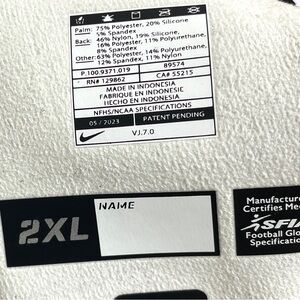 Palm: 75% Polyester, 20% Silicone
5% Spandex
Back: 46% Nylon, 19% Silicone,
16% Polyester, 11% Polyurethane,
8% Spandex
Other: 63% Polyester, 14% Polyurethane,
12% Spandex, 11% Nylon
P.100.9371.019 89574
RN# 129862 CA# 55215
MADE IN INDONESIA
FABRIQUE EN INDONESIE
HECHO EN INDONESIA
NFHS/NCAA SPECIFICATIONS
05 / 2023 PATENT PENDING
VJ.7.0
2XL
NAME
Manufacture
Certifies Mee
SFIA
Football Glo
Specificatio